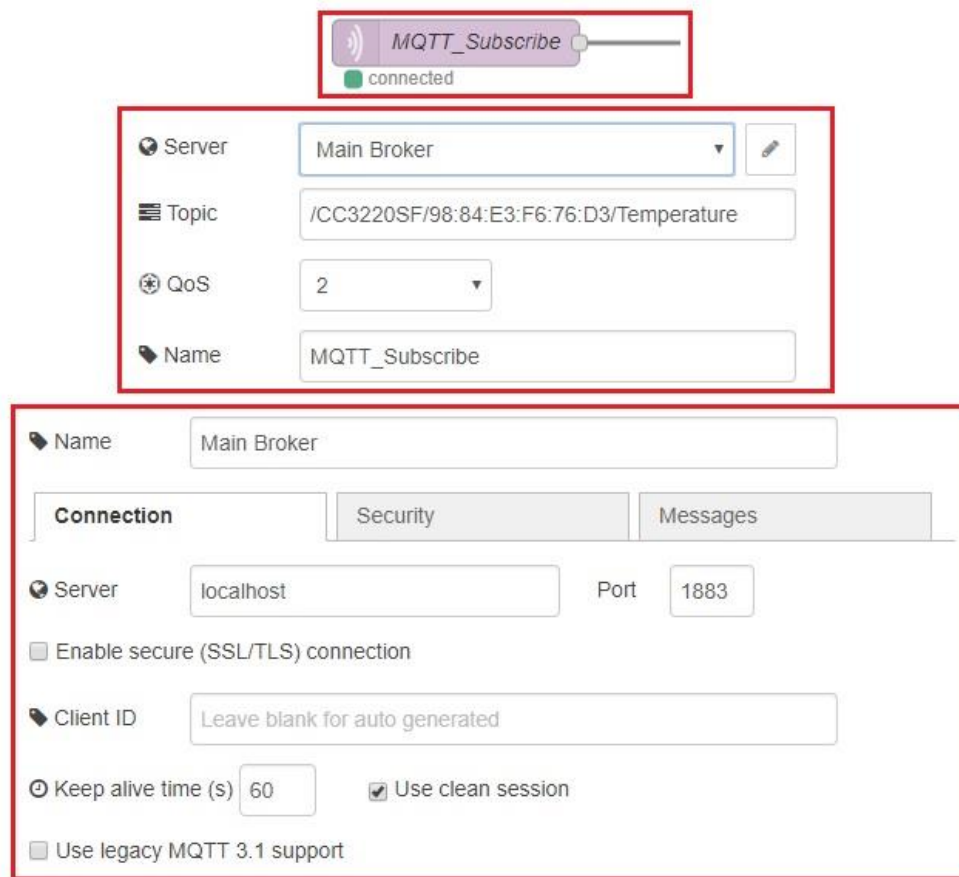 MQTT_Subscribe
connected
Server Main Broker
Topic /CC3220SF/98:84:E3:F6:76:D3/Temperature
QoS 2
Name MQTT_Subscribe
Name Main Broker
Connection Security Messages
Server localhost Port 1883
Enable secure (SSL/TLS) connection
Client ID Leave blank for auto generated
Keep alive time (s) 60 Use clean session
Use legacy MQTT 3.1 support